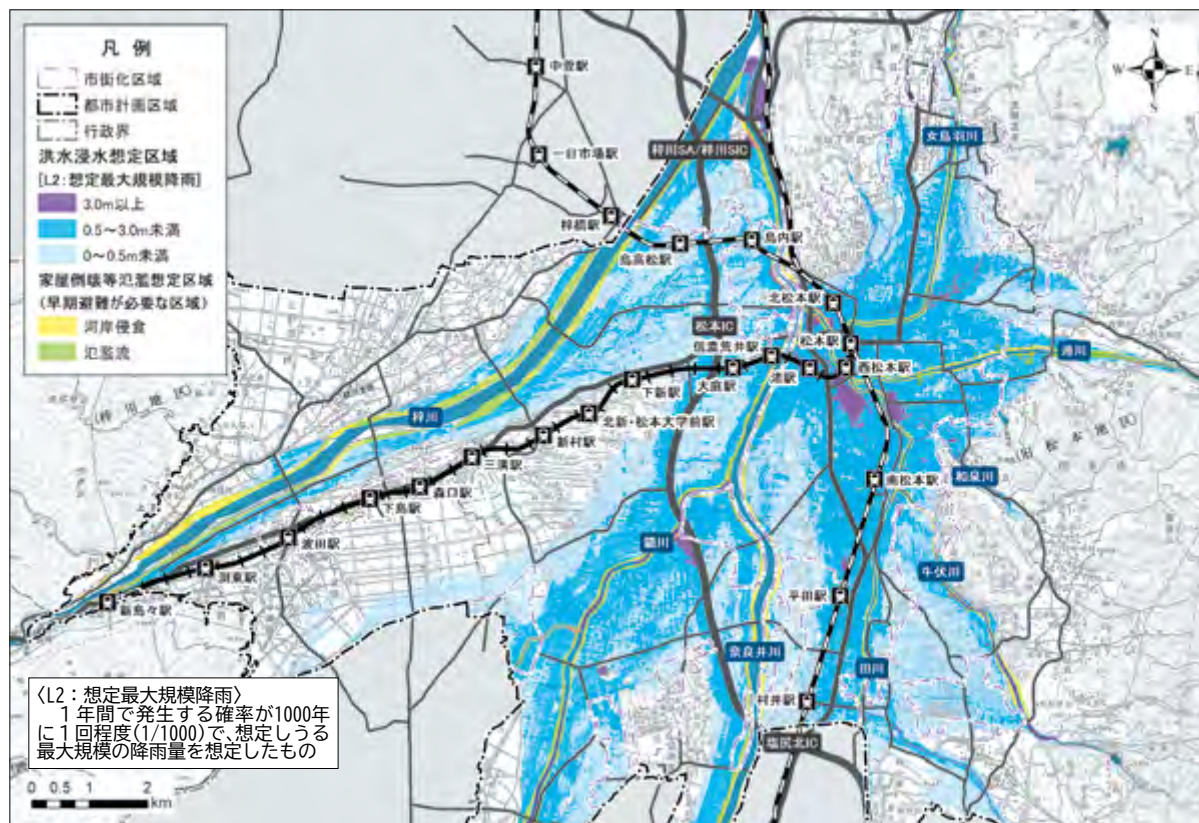 凡 例
市街化区域
都市計画区域
行政界
洪水浸水想定区域
[L2:想定最大規模降雨]
3.0m以上
0.5～3.0m未満
0～0.5m未満
家屋倒壊等氾濫想定区域
(早期避難が必要な区域)
河岸侵食
氾濫流
N
W
E
S
中萱駅
一日市場駅
梓橋駅
島高松駅
島内駅
梓川SA/梓川SIC
女鳥羽川
北松本駅
松本IC
松本駅
信濃荒井駅
渚駅
西松本駅
大庭駅
下新駅
北新・松本大学前駅
新村駅
三溝駅
森口駅
下島駅
波田駅
渕東駅
新島々駅
梓川
(梓川地区)
湯川
(旧松本地区)
和泉川
南松本駅
鎖川
牛伏川
平田駅
奈良井川
田川
村井駅
塩尻北IC
〈L2：想定最大規模降雨〉
１年間で発生する確率が1000年
に１回程度(1/1000)で、想定しうる
最大規模の降雨量を想定したもの
0 0.5 1 2
km